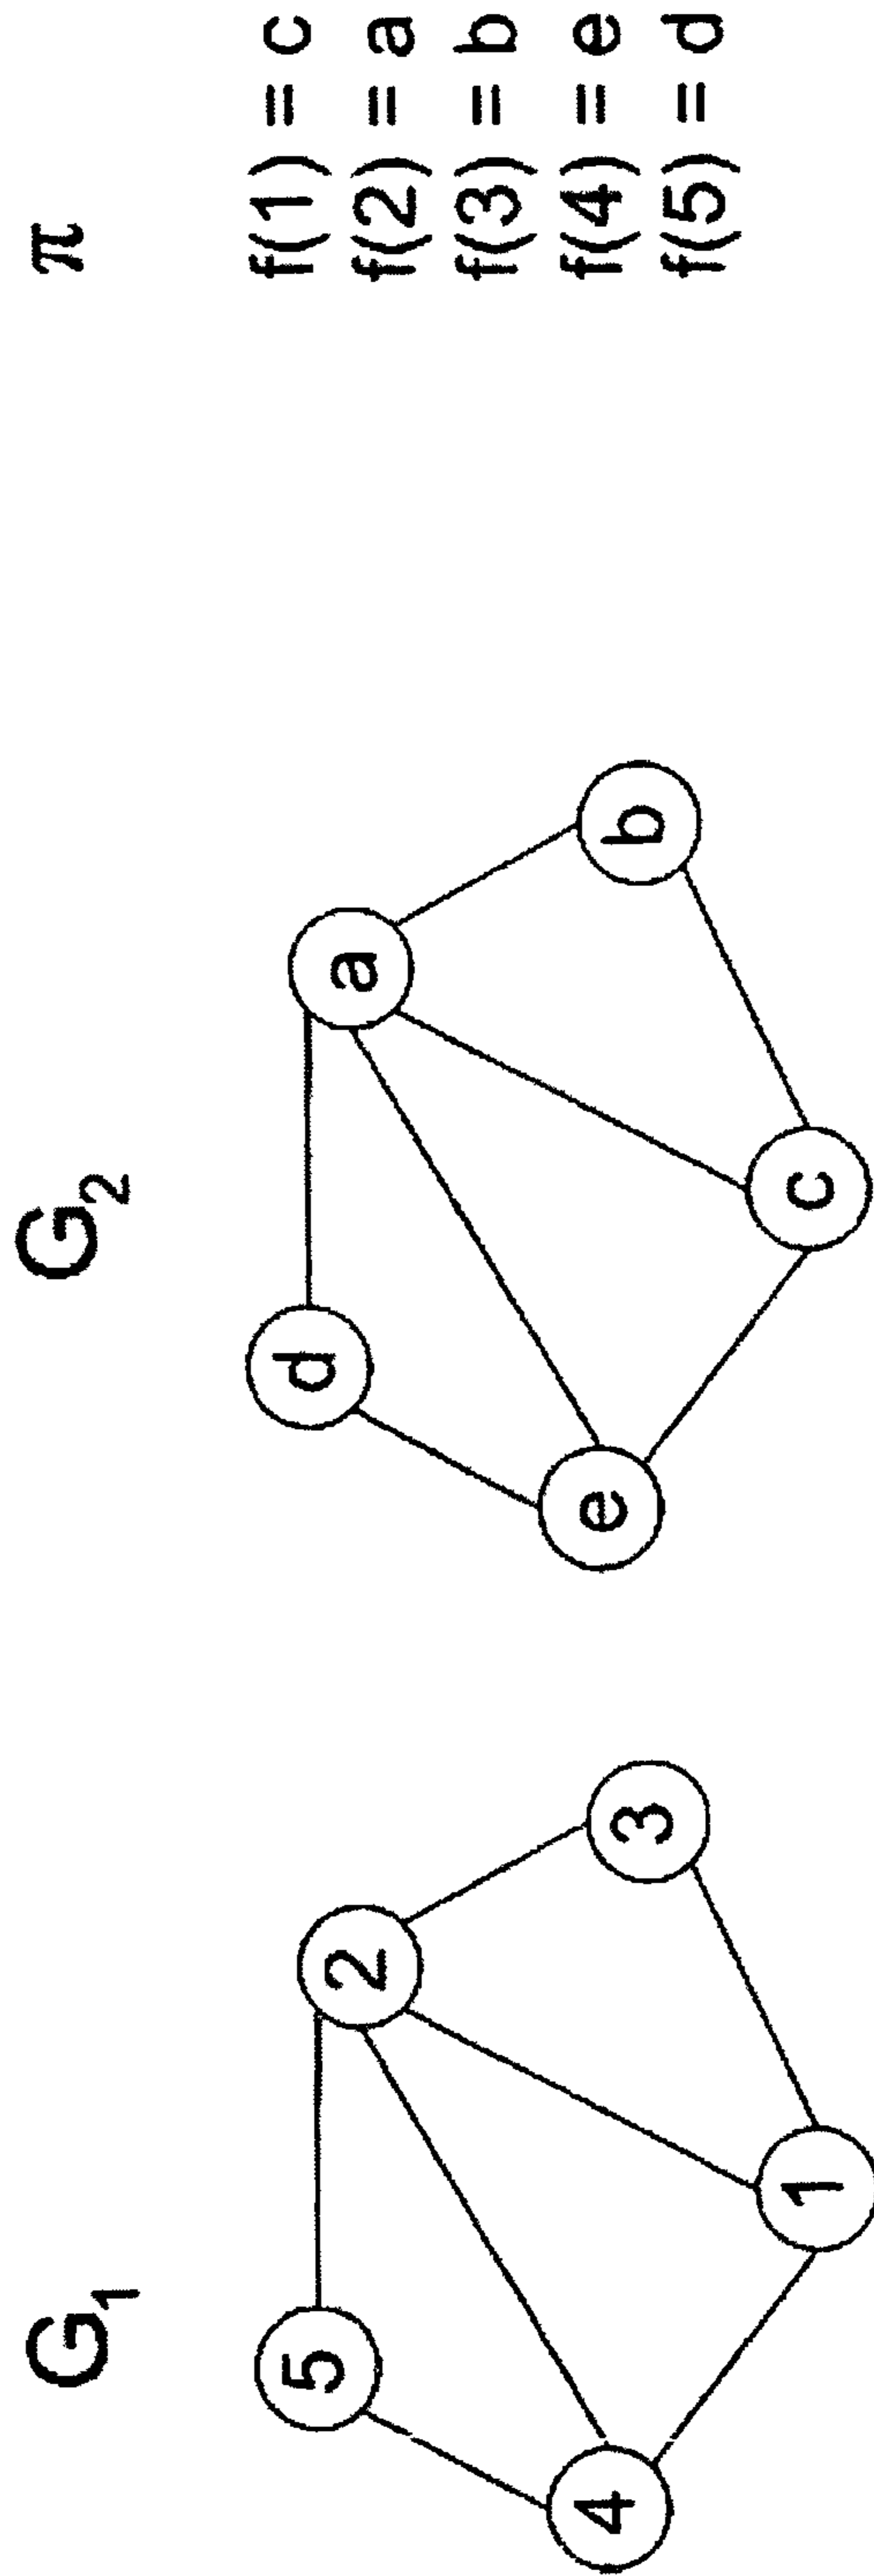 G₁
5
2
4
3
1
G₂
d
a
e
b
c
π
f(1) = c
f(2) = a
f(3) = b
f(4) = e
f(5) = d